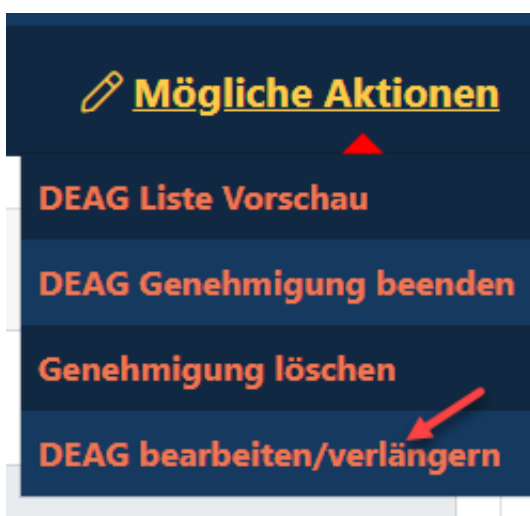 Mögliche Aktionen
DEAG Liste Vorschau
DEAG Genehmigung beenden
Genehmigung löschen
DEAG bearbeiten/verlängern